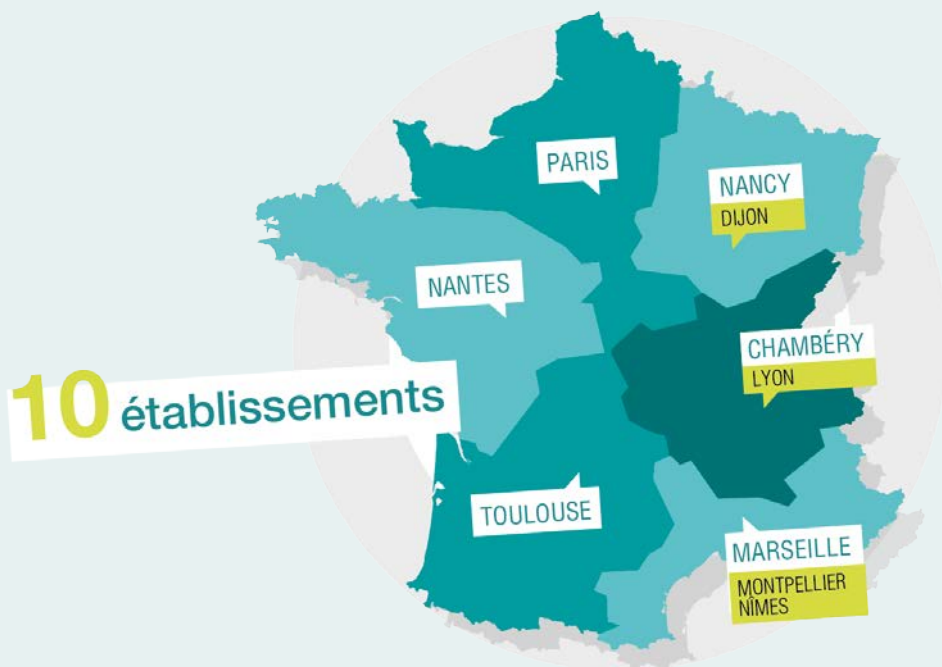 PARIS
NANCY
DIJON
NANTES
CHAMBÉRY
LYON
10 établissements
TOULOUSE
MARSEILLE
MONTPELLIER
NÎMES